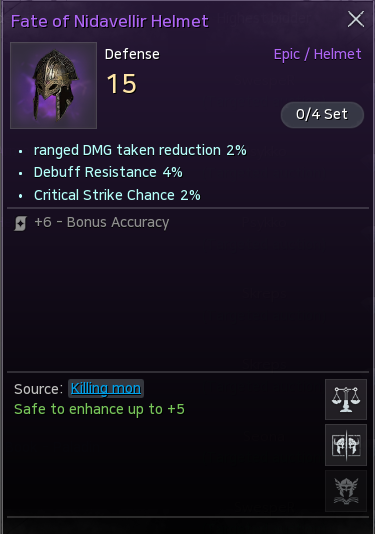 Fate of Nidavellir Helmet
Defense
Epic / Helmet
15
0/4 Set
• ranged DMG taken reduction 2%
• Debuff Resistance 4%
• Critical Strike Chance 2%
+6 - Bonus Accuracy
Source: Killing mon
Safe to enhance up to +5